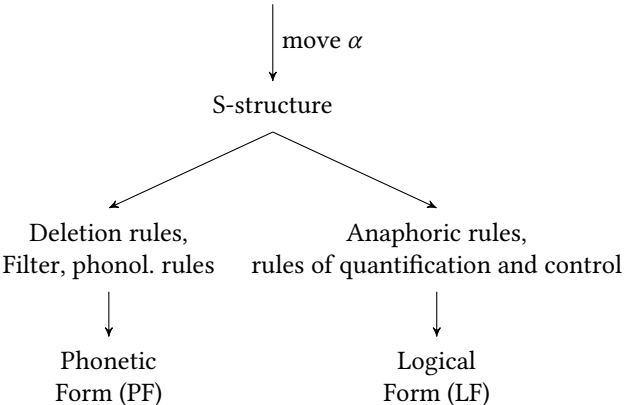 move α
S-structure
Deletion rules,
Filter, phonol. rules
Anaphoric rules,
rules of quantification and control
Phonetic
Form (PF)
Logical
Form (LF)